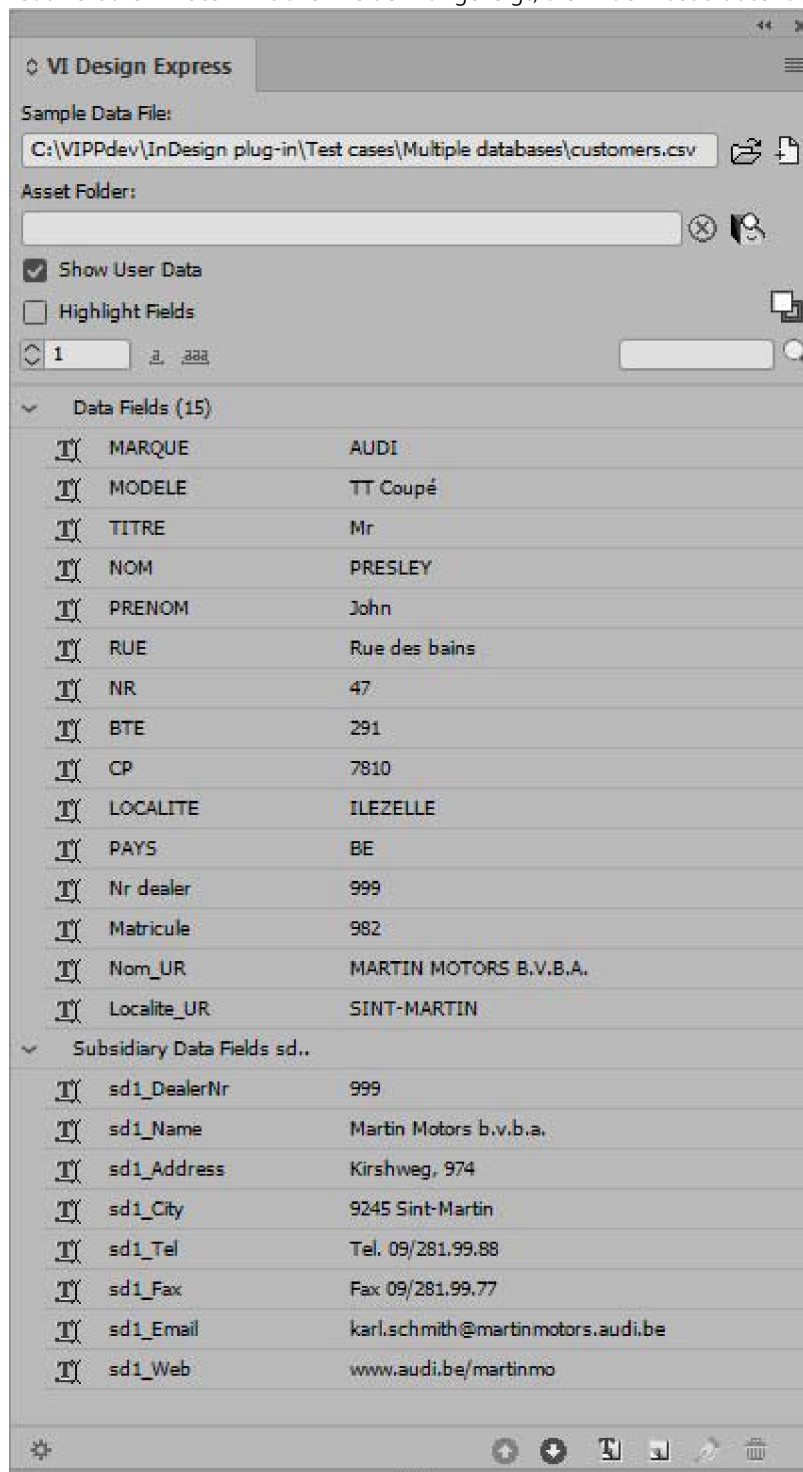 VI Design Express
Sample Data File:
C:\VIPPdev\InDesign plug-in\Test cases\Multiple databases\customers.csv
Asset Folder:
Show User Data
Highlight Fields
1 a aaa
Data Fields (15)
MARQUE AUDI
MODELE TT Coupé
TITRE Mr
NOM PRESLEY
PRENOM John
RUE Rue des bains
NR 47
BTE 291
CP 7810
LOCALITE ILEZELLE
PAYS BE
Nr dealer 999
Matricule 982
Nom_UR MARTIN MOTORS B.V.B.A.
Localite_UR SINT-MARTIN
Subsidiary Data Fields sd..
sd1_DealerNr 999
sd1_Name Martin Motors b.v.b.a.
sd1_Address Kirshweg, 974
sd1_City 9245 Sint-Martin
sd1_Tel Tel. 09/281.99.88
sd1_Fax Fax 09/281.99.77
sd1_Email karl.schmith@martinmotors.audi.be
sd1_Web www.audi.be/martinmo